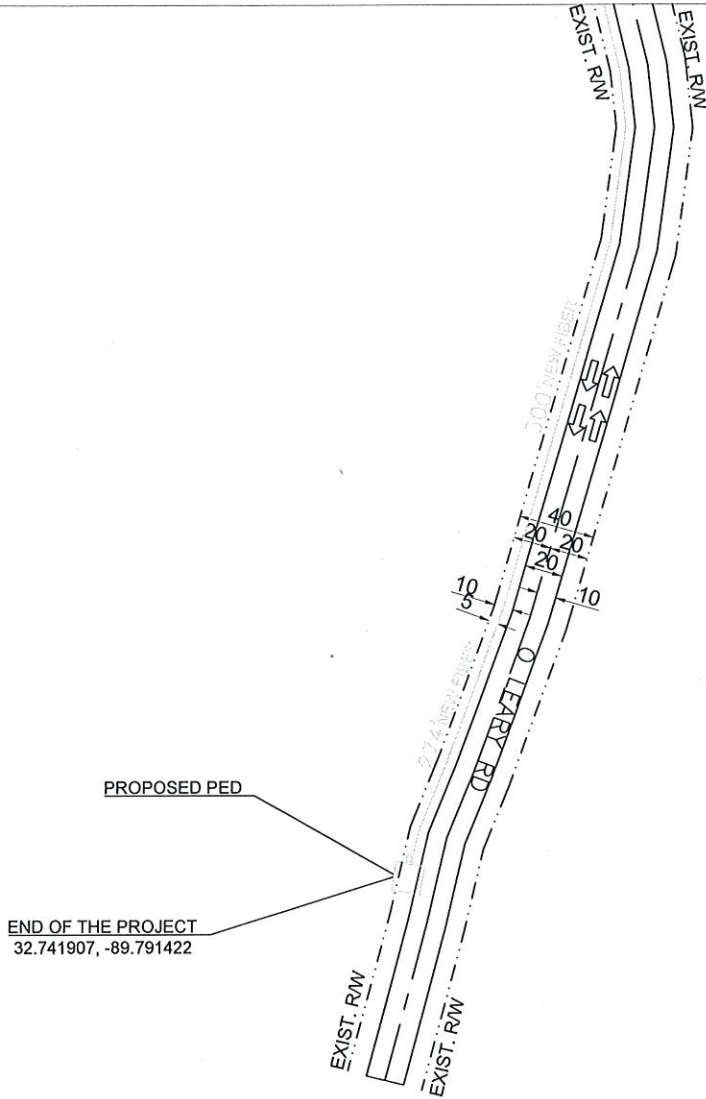 EXIST. R/W
EXIST. R/W
300' NEW FIBER
40
20 20
20
10
10
5
274' NEW FIBER
O LEARY RD
PROPOSED PED
END OF THE PROJECT
32.741907, -89.791422
EXIST. R/W
EXIST. R/W